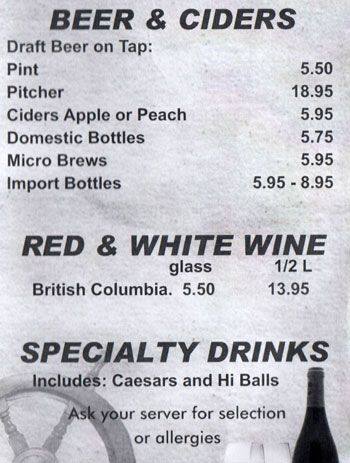 BEER & CIDERS
Draft Beer on Tap:
Pint 5.50
Pitcher 18.95
Ciders Apple or Peach 5.95
Domestic Bottles 5.75
Micro Brews 5.95
Import Bottles 5.95 - 8.95
RED & WHITE WINE
glass 1/2 L
British Columbia. 5.50 13.95
SPECIALTY DRINKS
Includes: Caesars and Hi Balls
Ask your server for selection
or allergies